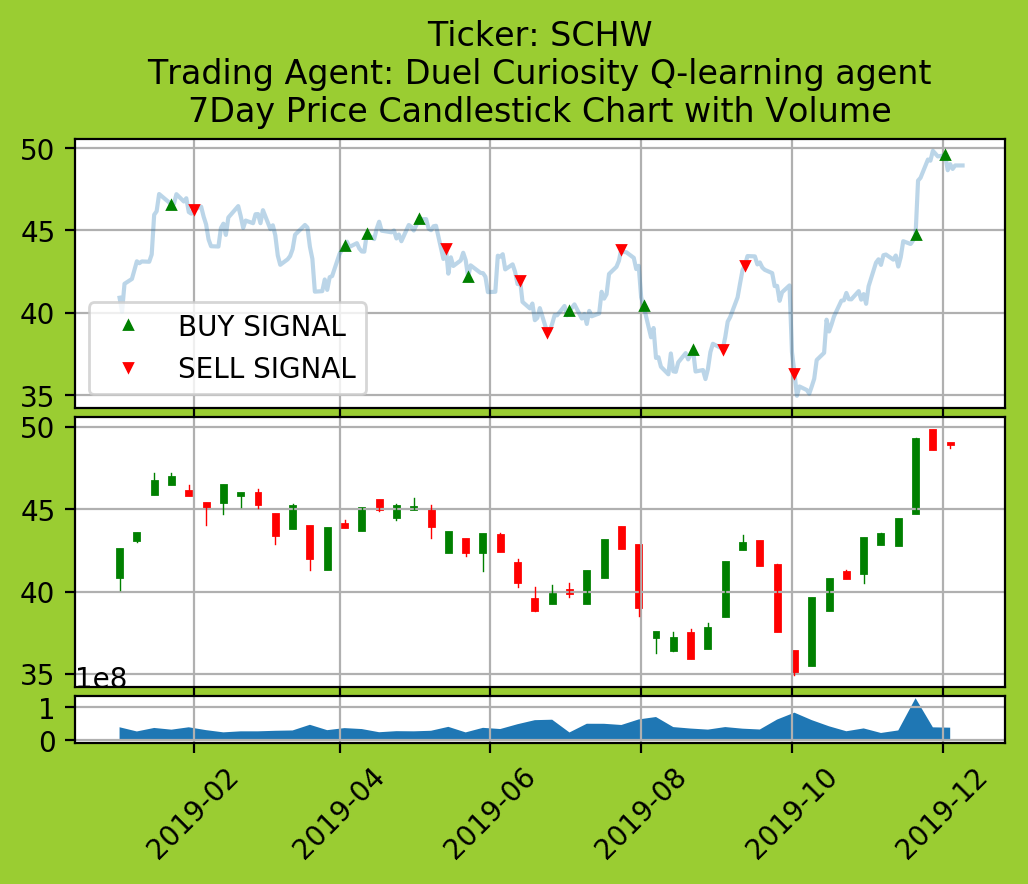 Ticker: SCHW
Trading Agent: Duel Curiosity Q-learning agent
7Day Price Candlestick Chart with Volume
50
45
40
35
BUY SIGNAL
SELL SIGNAL
50
45
40
35
1e8
1
0
2019-02
2019-04
2019-06
2019-08
2019-10
2019-12